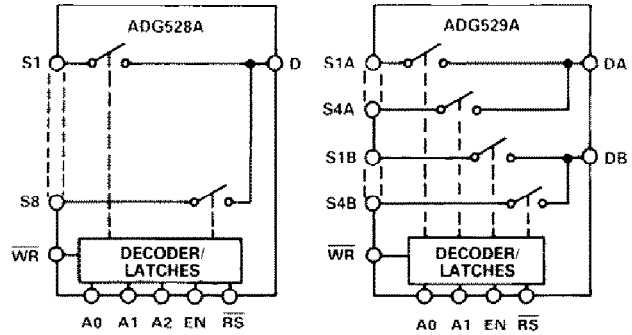 ADG528A
S1
D
S8
WR
DECODER/
LATCHES
A0 A1 A2 EN RS
ADG529A
S1A
DA
S4A
S1B
DB
S4B
WR
DECODER/
LATCHES
A0 A1 EN RS